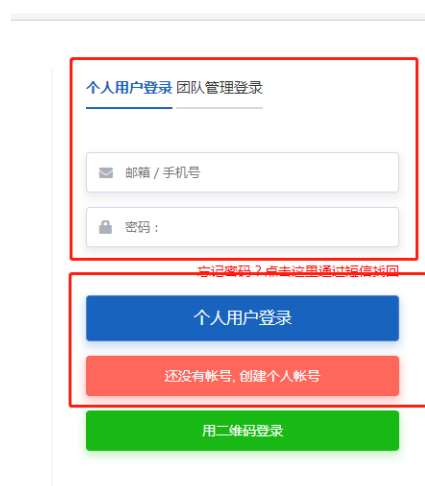 个人用户登录 团队管理登录
邮箱 / 手机号
密码：
忘记密码？点击这里通过短信找回
个人用户登录
还没有帐号, 创建个人帐号
用二维码登录